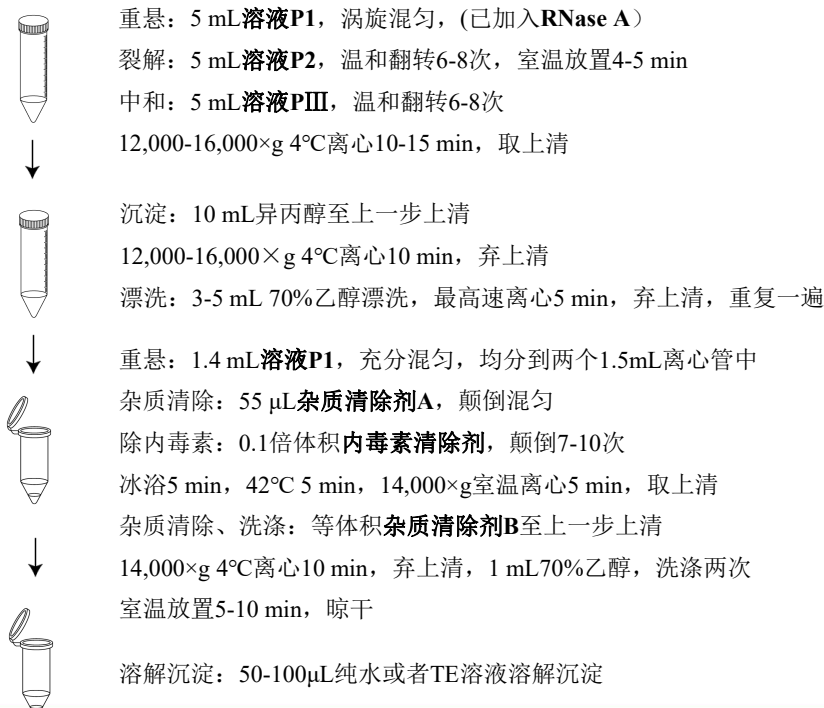 重悬：5 mL溶液P1，涡旋混匀，(已加入RNase A）
裂解：5 mL溶液P2，温和翻转6-8次，室温放置4-5 min
中和：5 mL溶液PⅢ，温和翻转6-8次
12,000-16,000×g 4℃离心10-15 min，取上清
沉淀：10 mL异丙醇至上一步上清
12,000-16,000×g 4℃离心10 min，弃上清
漂洗：3-5 mL 70%乙醇漂洗，最高速离心5 min，弃上清，重复一遍
重悬：1.4 mL溶液P1，充分混匀，均分到两个1.5mL离心管中
杂质清除：55 μL杂质清除剂A，颠倒混匀
除内毒素：0.1倍体积内毒素清除剂，颠倒7-10次
冰浴5 min，42℃ 5 min，14,000×g室温离心5 min，取上清
杂质清除、洗涤：等体积杂质清除剂B至上一步上清
14,000×g 4℃离心10 min，弃上清，1 mL70%乙醇，洗涤两次
室温放置5-10 min，晾干
溶解沉淀：50-100μL纯水或者TE溶液溶解沉淀